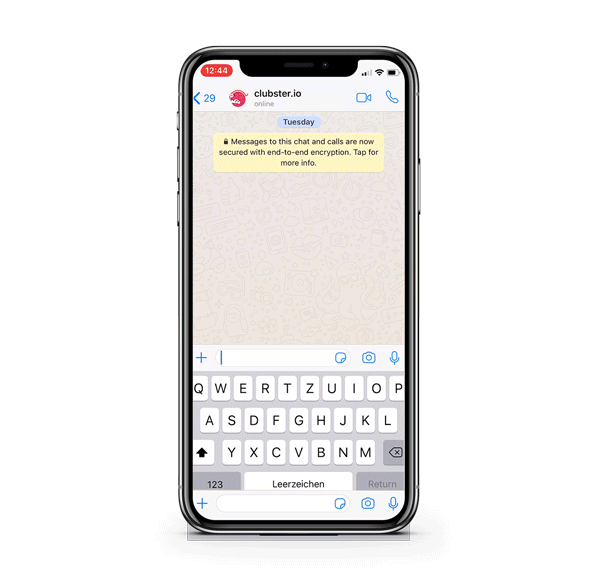 12:44
29
clubster.io
online
Tuesday
Messages to this chat and calls are now
secured with end-to-end encryption. Tap for
more info.
Q W E R T Z U I O P
A S D F G H J K L
Y X C V B N M
123 Leerzeichen Return